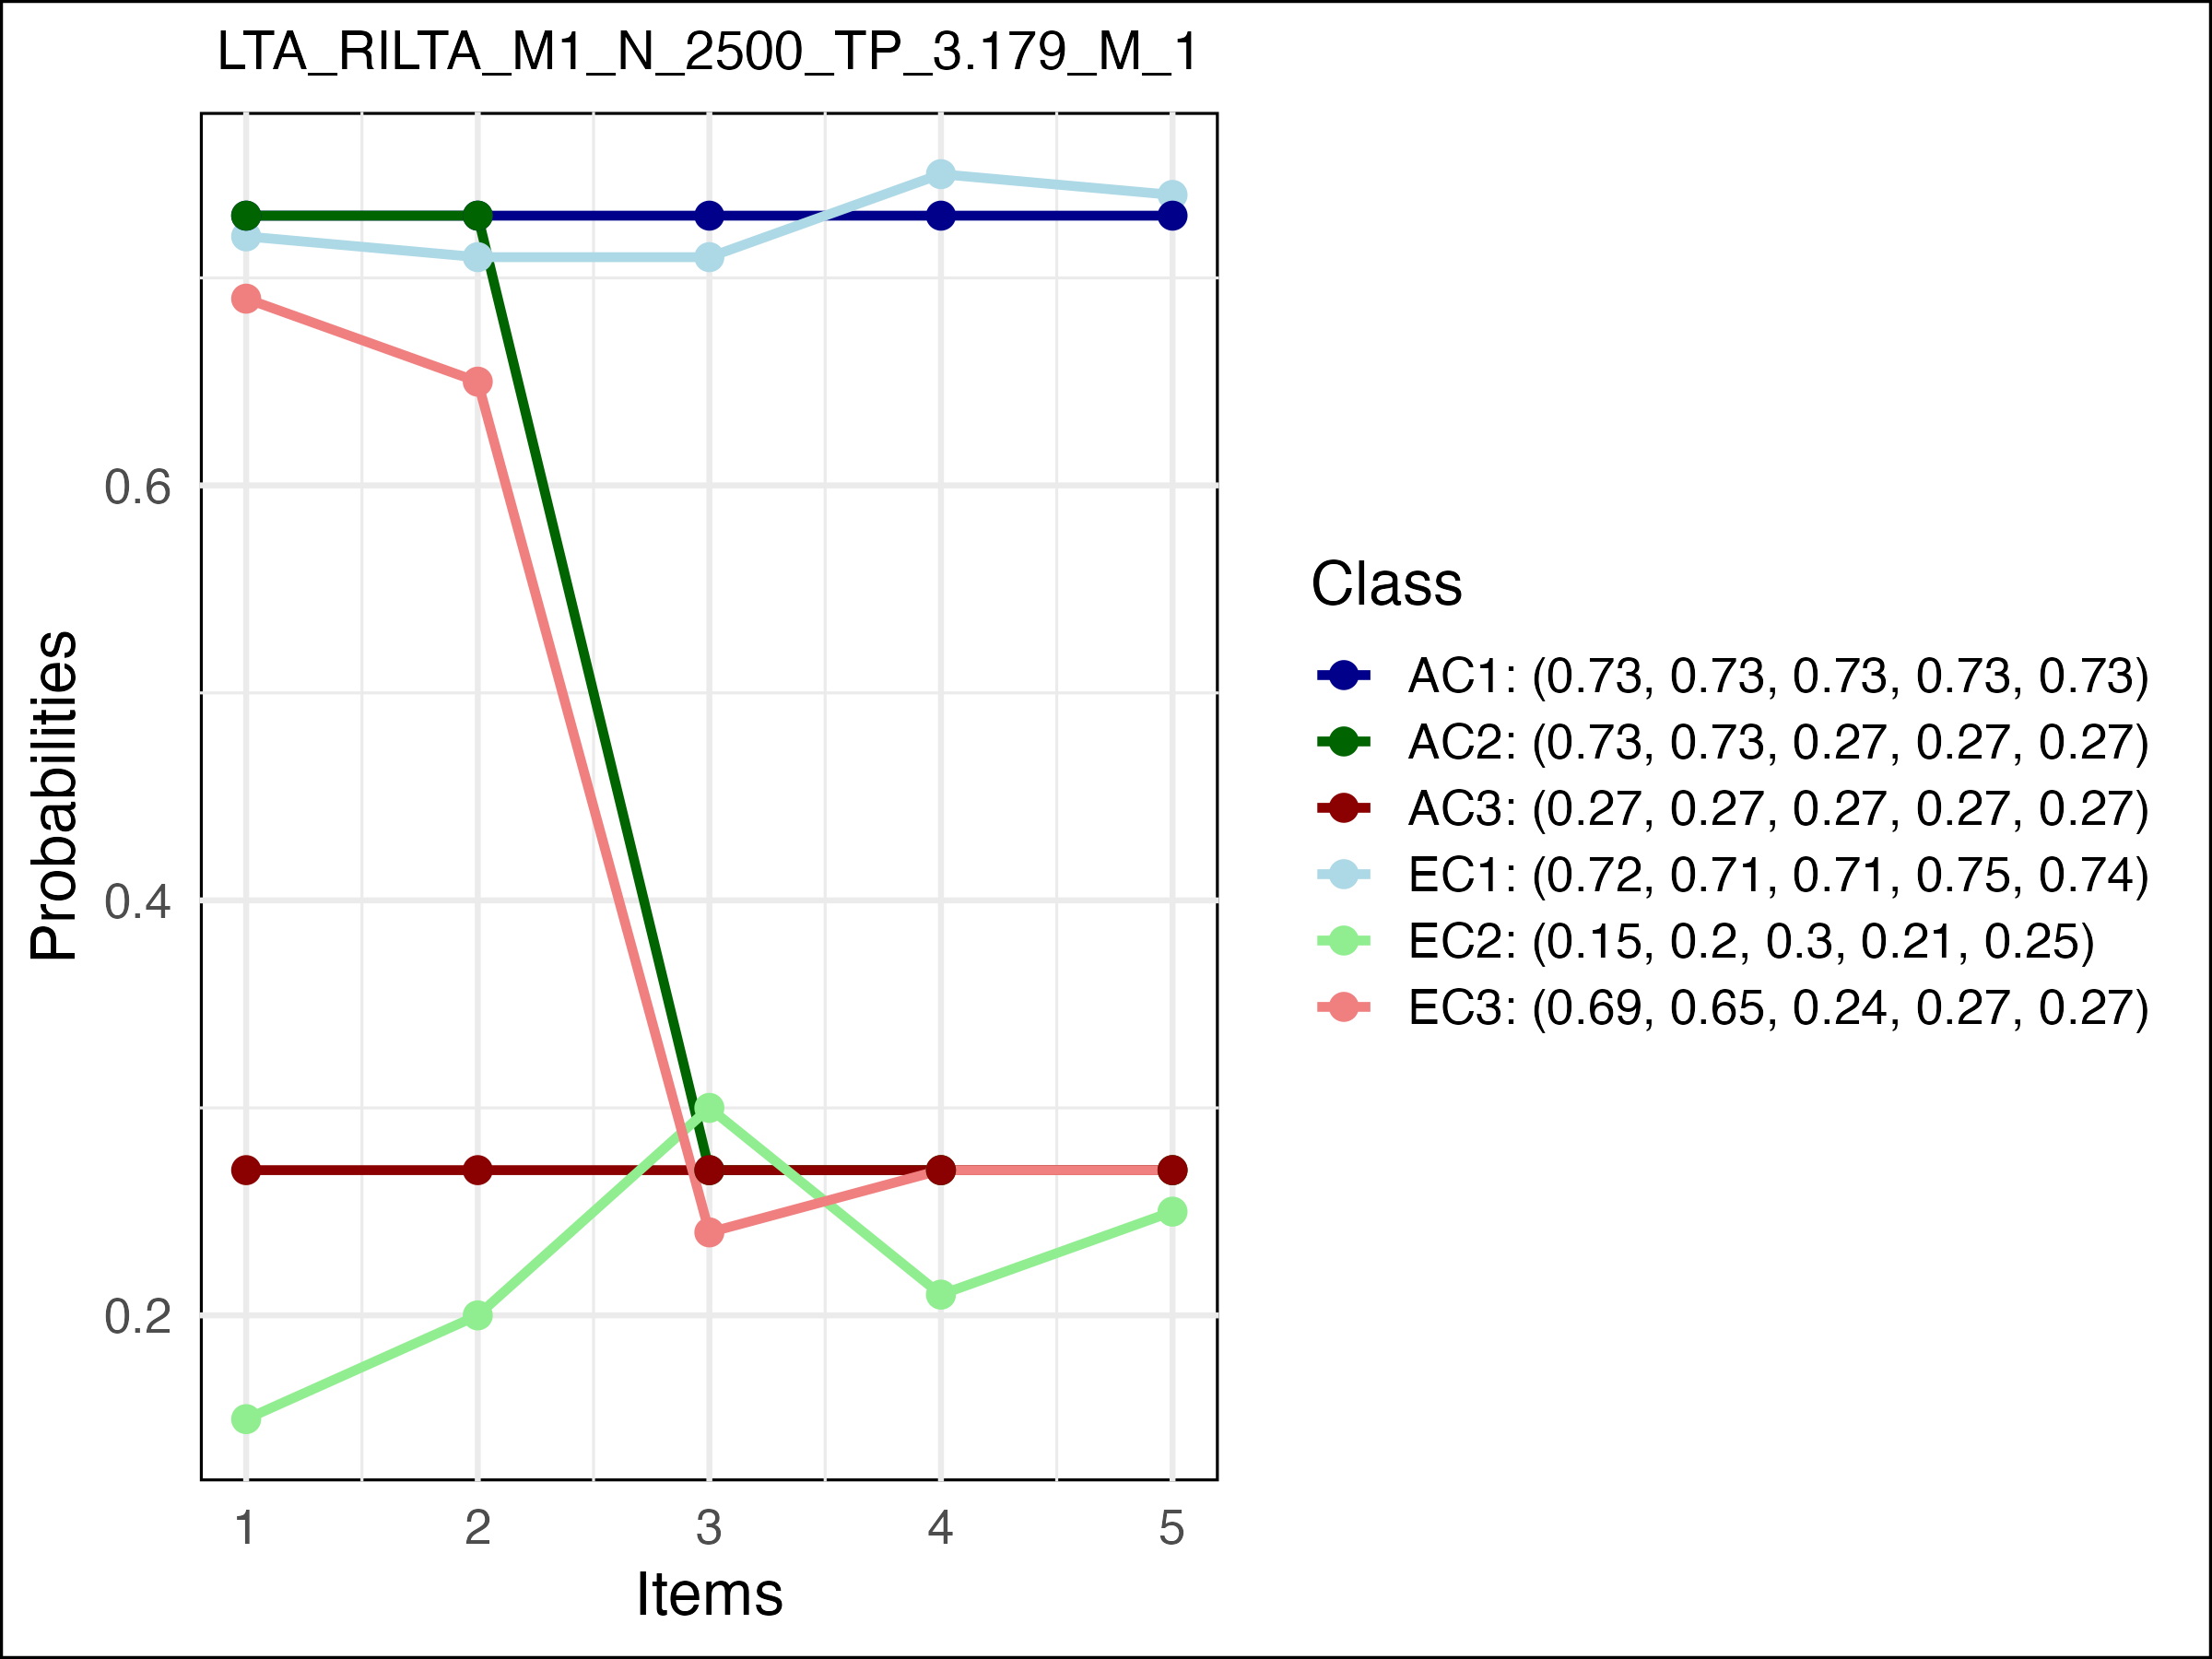 LTA_RILTA_M1_N_2500_TP_3.179_M_1
Probabilities
0.6
0.4
0.2
1 2 3 4 5
Items
Class
AC1: (0.73, 0.73, 0.73, 0.73, 0.73)
AC2: (0.73, 0.73, 0.27, 0.27, 0.27)
AC3: (0.27, 0.27, 0.27, 0.27, 0.27)
EC1: (0.72, 0.71, 0.71, 0.75, 0.74)
EC2: (0.15, 0.2, 0.3, 0.21, 0.25)
EC3: (0.69, 0.65, 0.24, 0.27, 0.27)